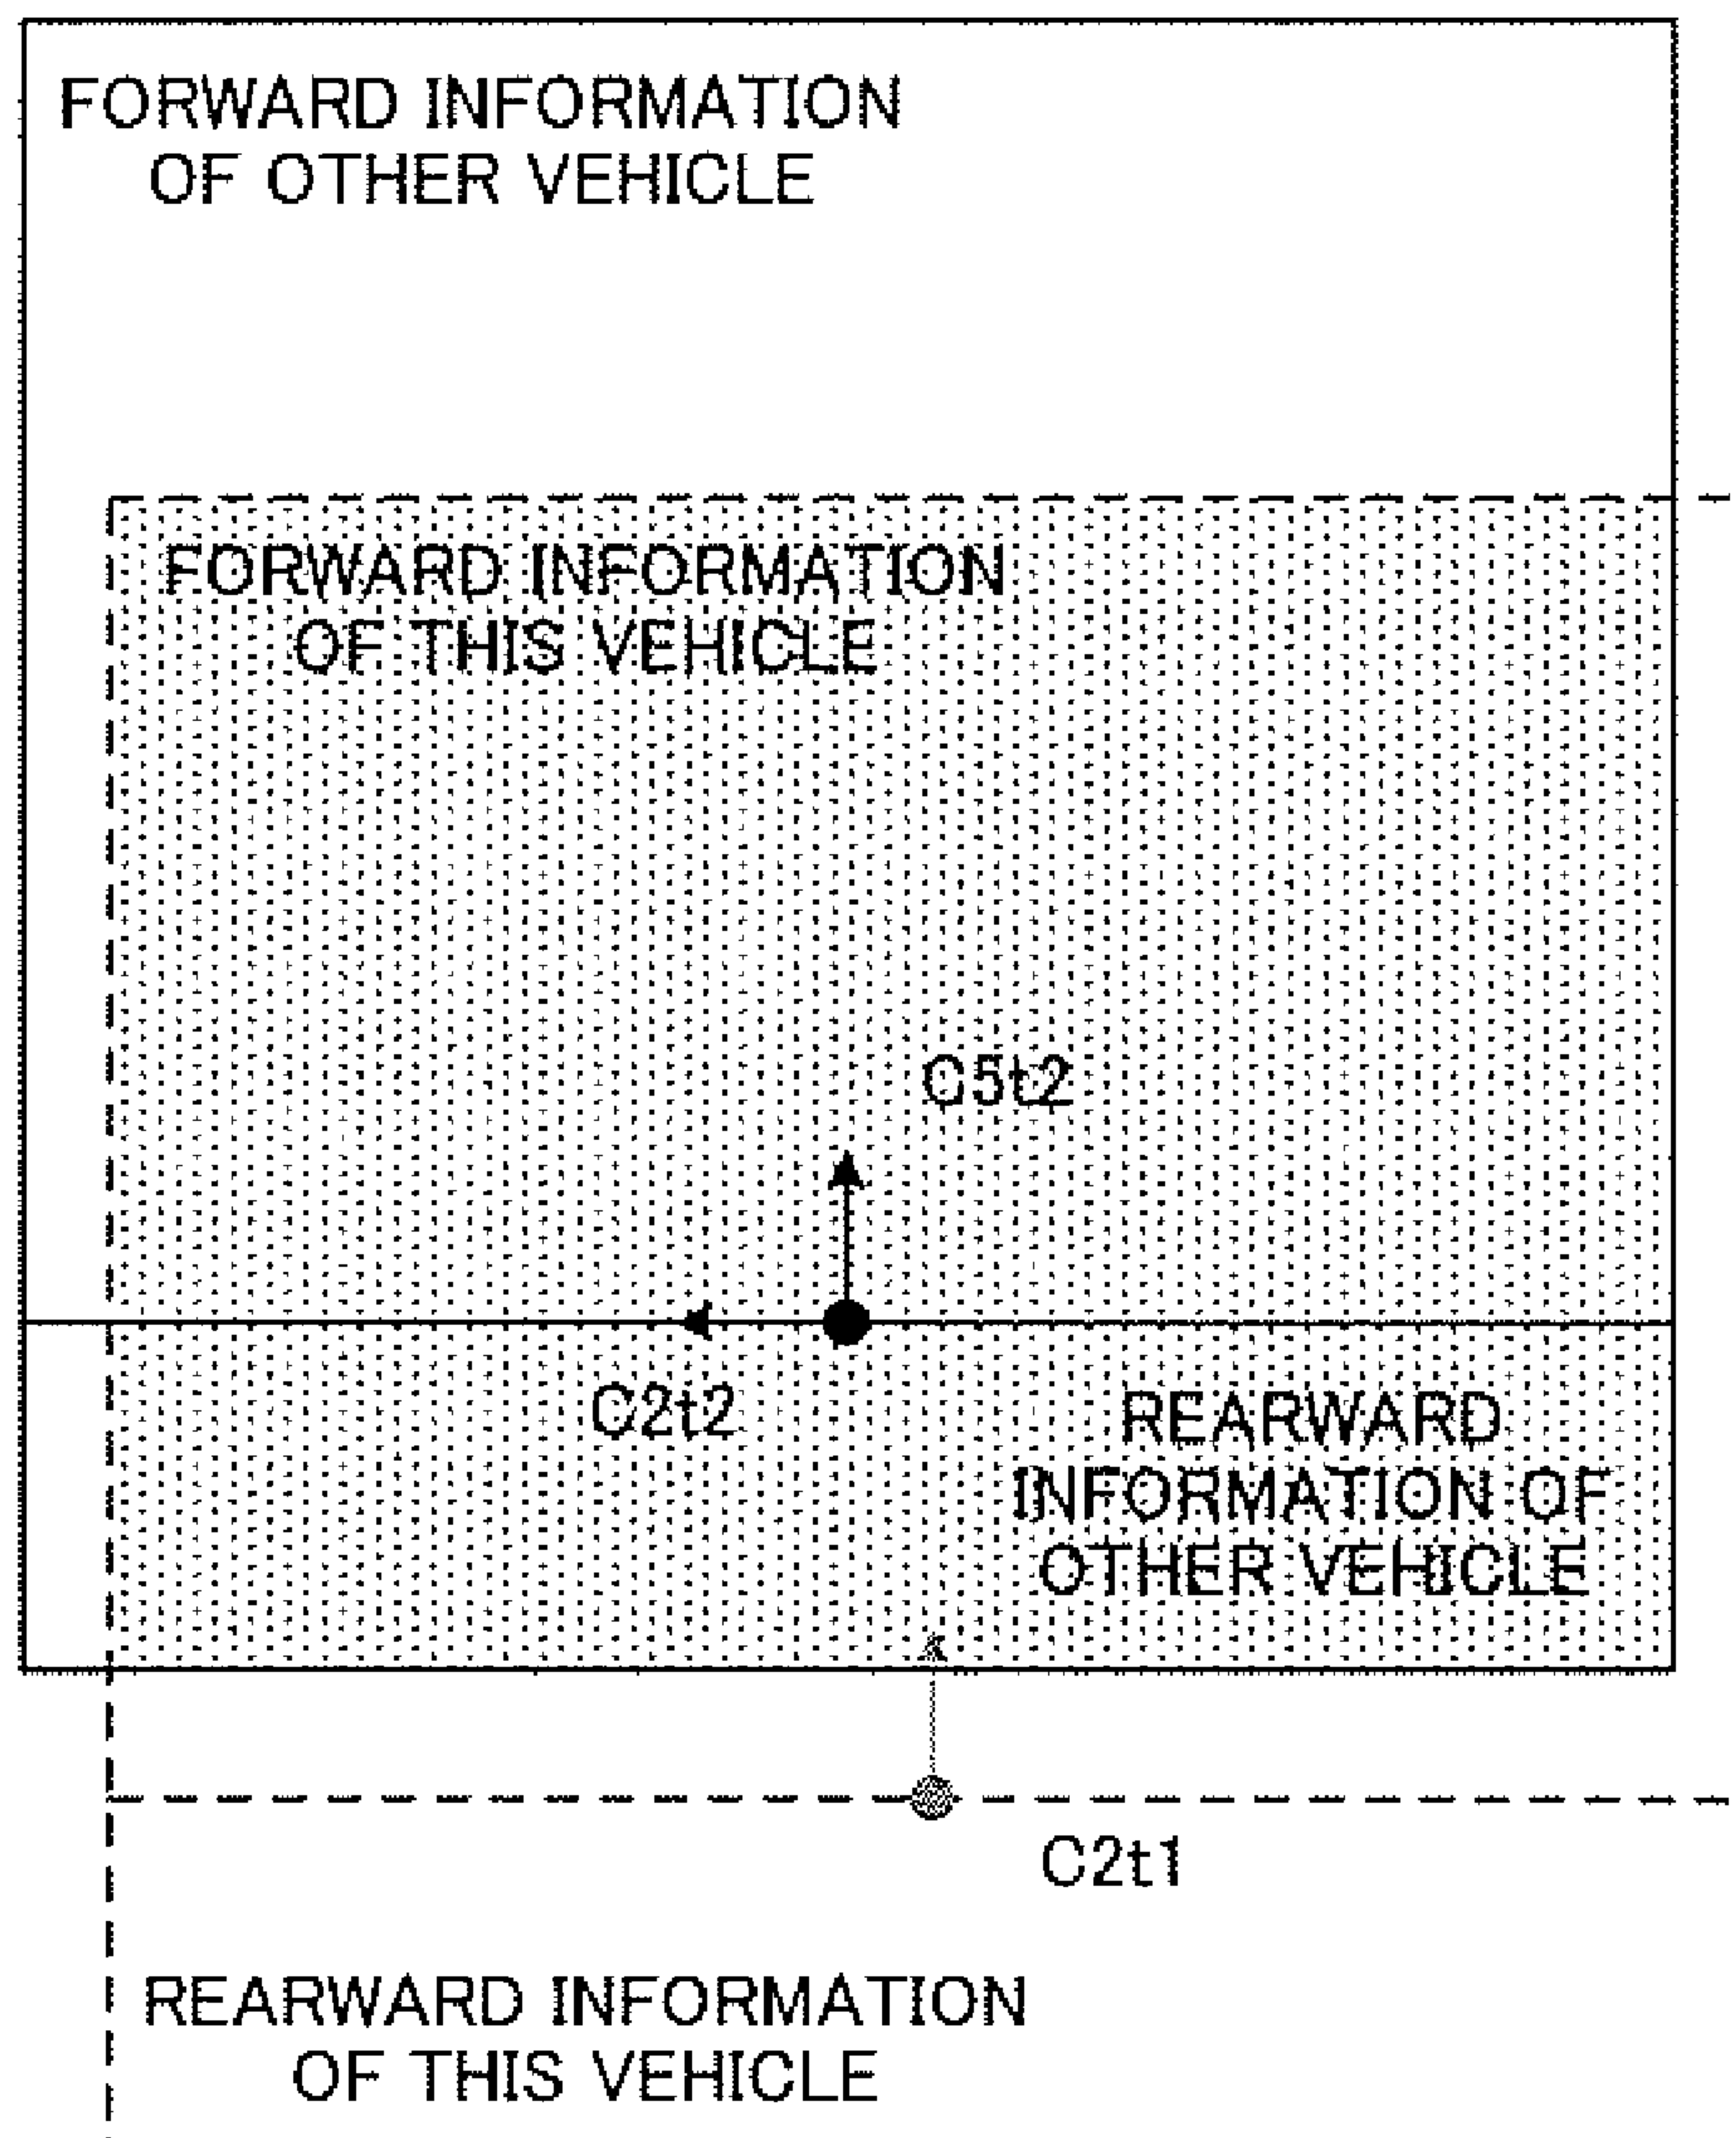 FORWARD INFORMATION
OF OTHER VEHICLE
FORWARD INFORMATION
OF THIS VEHICLE
C5t2
C2t2
REARWARD
INFORMATION OF
OTHER VEHICLE
C2t1
REARWARD INFORMATION
OF THIS VEHICLE